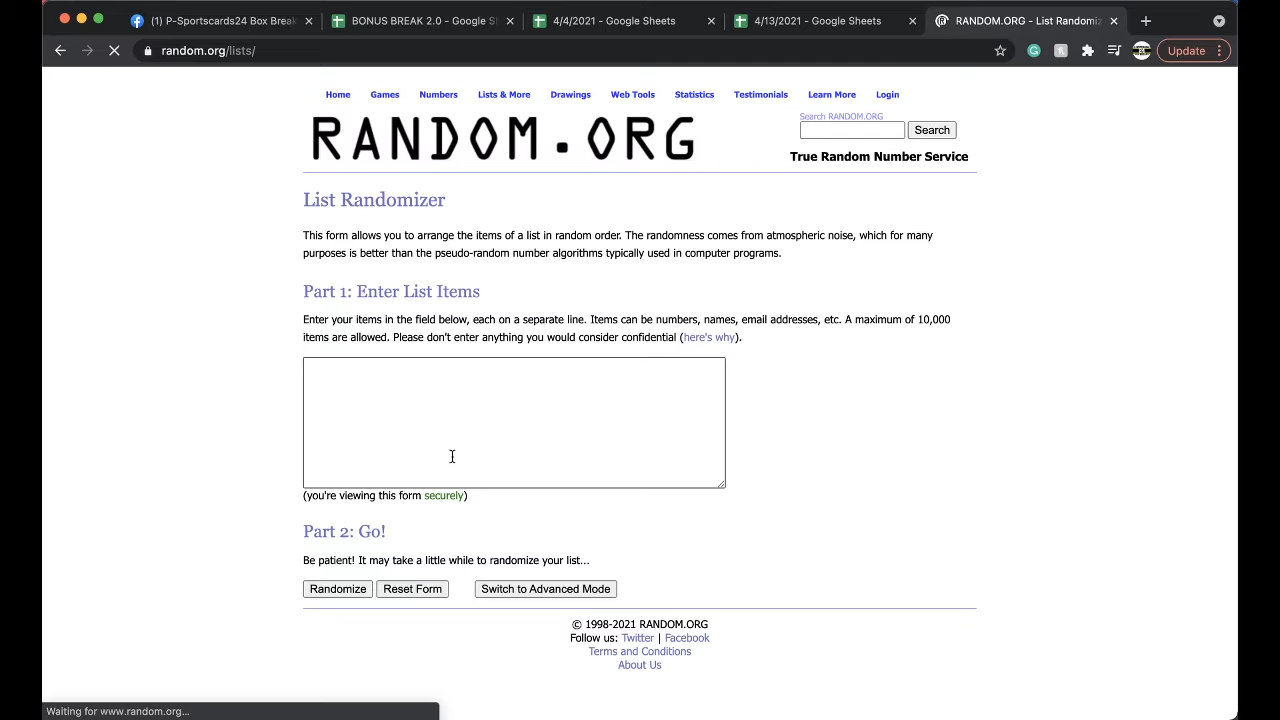 (1) P-Sportscards24 Box Break
BONUS BREAK 2.0 - Google S
4/4/2021 - Google Sheets
4/13/2021 - Google Sheets
RANDOM.ORG - List Randomiz
random.org/lists/
Update
Home Games Numbers Lists & More Drawings Web Tools Statistics Testimonials Learn More Login
RANDOM.ORG
Search RANDOM.ORG
Search
True Random Number Service
List Randomizer
This form allows you to arrange the items of a list in random order. The randomness comes from atmospheric noise, which for many
purposes is better than the pseudo-random number algorithms typically used in computer programs.
Part 1: Enter List Items
Enter your items in the field below, each on a separate line. Items can be numbers, names, email addresses, etc. A maximum of 10,000
items are allowed. Please don't enter anything you would consider confidential (here's why).
(you're viewing this form securely)
Part 2: Go!
Be patient! It may take a little while to randomize your list...
Randomize Reset Form Switch to Advanced Mode
© 1998-2021 RANDOM.ORG
Follow us: Twitter | Facebook
Terms and Conditions
About Us
Waiting for www.random.org...